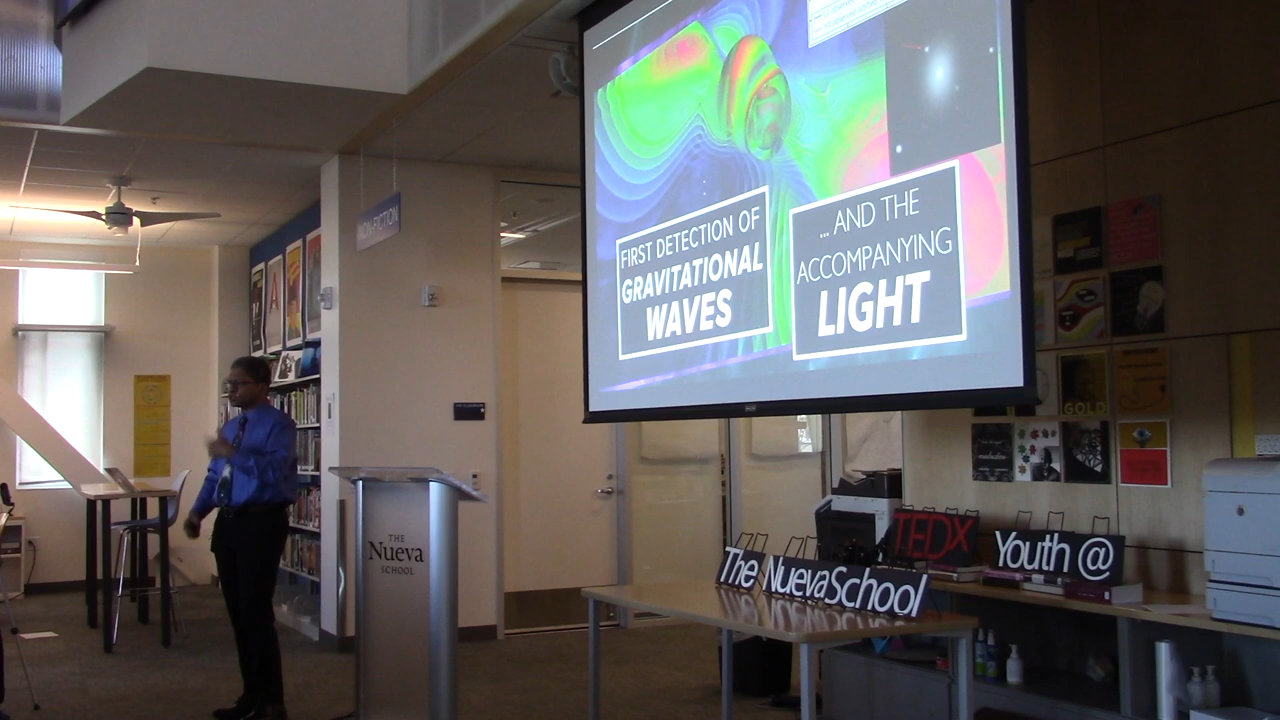 NON-FICTION
FIRST DETECTION OF
GRAVITATIONAL
WAVES
... AND THE
ACCOMPANYING
LIGHT
THE
Nueva
SCHOOL
TEDX
Youth @
The NuevaSchool
A
GOLD